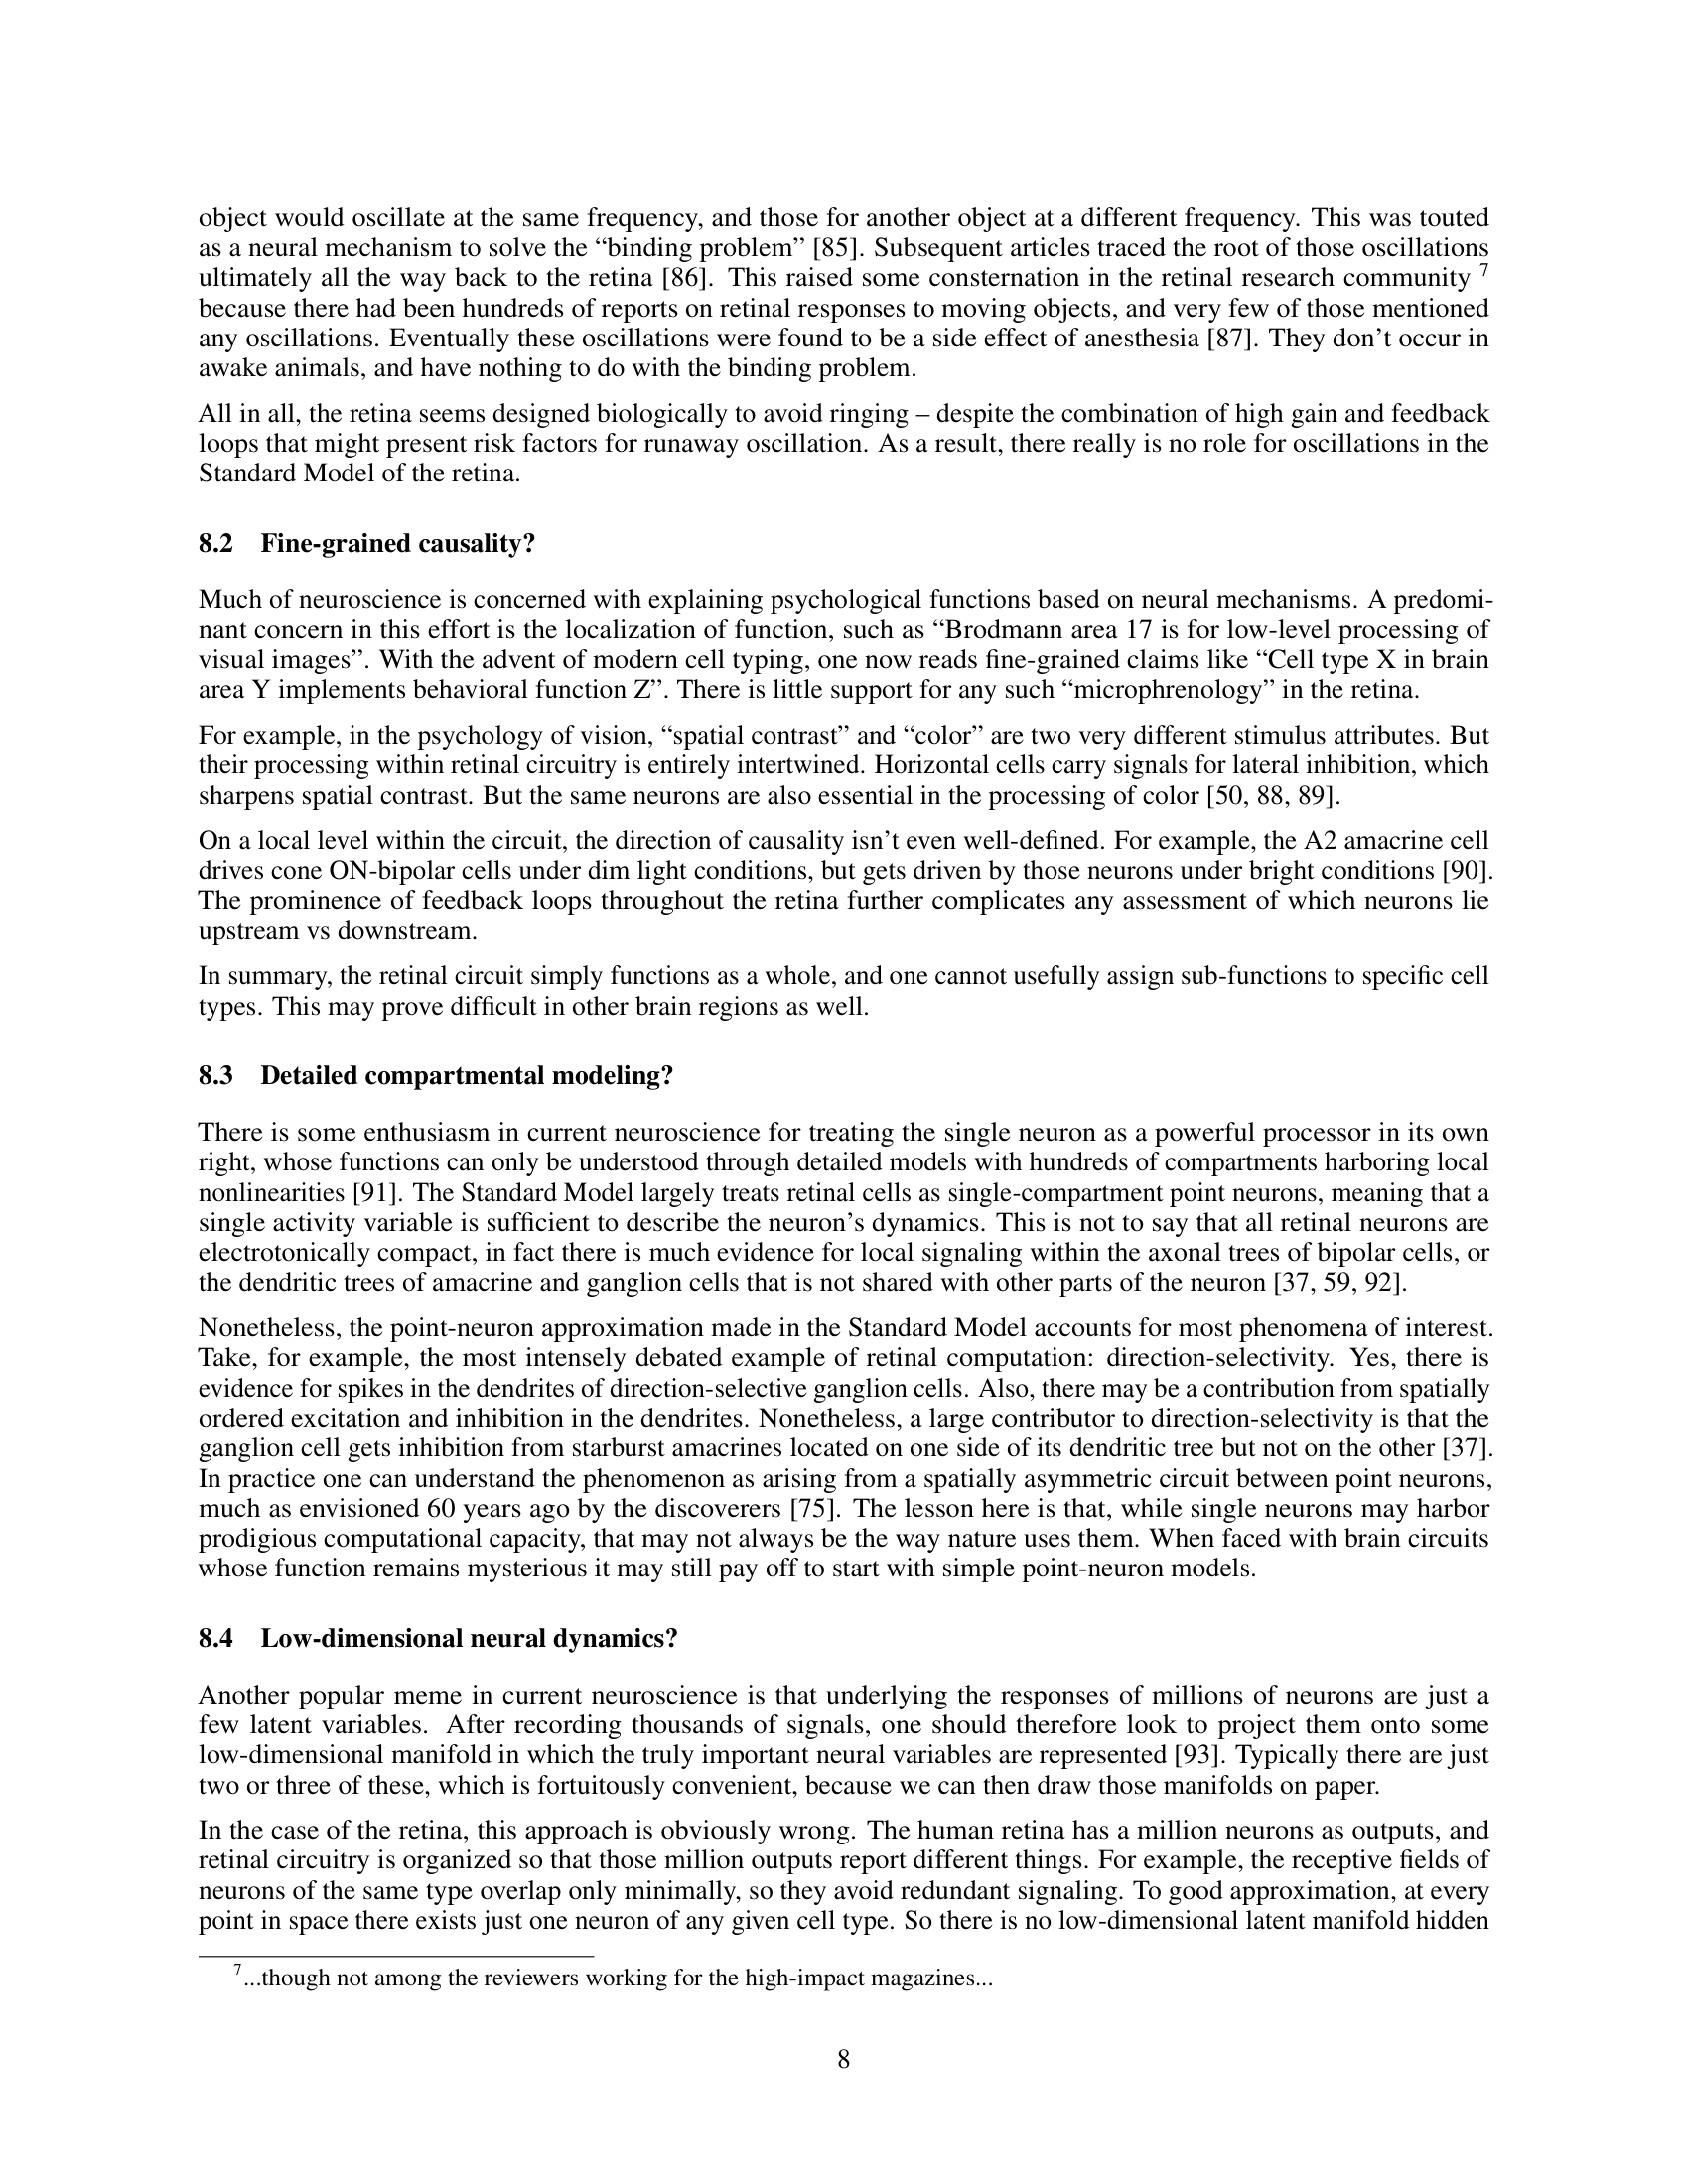 object would oscillate at the same frequency, and those for another object at a different frequency. This was touted
as a neural mechanism to solve the “binding problem” [85]. Subsequent articles traced the root of those oscillations
ultimately all the way back to the retina [86]. This raised some consternation in the retinal research community 7
because there had been hundreds of reports on retinal responses to moving objects, and very few of those mentioned
any oscillations. Eventually these oscillations were found to be a side effect of anesthesia [87]. They don’t occur in
awake animals, and have nothing to do with the binding problem.
All in all, the retina seems designed biologically to avoid ringing – despite the combination of high gain and feedback
loops that might present risk factors for runaway oscillation. As a result, there really is no role for oscillations in the
Standard Model of the retina.
8.2 Fine-grained causality?
Much of neuroscience is concerned with explaining psychological functions based on neural mechanisms. A predomi-
nant concern in this effort is the localization of function, such as “Brodmann area 17 is for low-level processing of
visual images”. With the advent of modern cell typing, one now reads fine-grained claims like “Cell type X in brain
area Y implements behavioral function Z”. There is little support for any such “microphrenology” in the retina.
For example, in the psychology of vision, “spatial contrast” and “color” are two very different stimulus attributes. But
their processing within retinal circuitry is entirely intertwined. Horizontal cells carry signals for lateral inhibition, which
sharpens spatial contrast. But the same neurons are also essential in the processing of color [50, 88, 89].
On a local level within the circuit, the direction of causality isn’t even well-defined. For example, the A2 amacrine cell
drives cone ON-bipolar cells under dim light conditions, but gets driven by those neurons under bright conditions [90].
The prominence of feedback loops throughout the retina further complicates any assessment of which neurons lie
upstream vs downstream.
In summary, the retinal circuit simply functions as a whole, and one cannot usefully assign sub-functions to specific cell
types. This may prove difficult in other brain regions as well.
8.3 Detailed compartmental modeling?
There is some enthusiasm in current neuroscience for treating the single neuron as a powerful processor in its own
right, whose functions can only be understood through detailed models with hundreds of compartments harboring local
nonlinearities [91]. The Standard Model largely treats retinal cells as single-compartment point neurons, meaning that a
single activity variable is sufficient to describe the neuron’s dynamics. This is not to say that all retinal neurons are
electrotonically compact, in fact there is much evidence for local signaling within the axonal trees of bipolar cells, or
the dendritic trees of amacrine and ganglion cells that is not shared with other parts of the neuron [37, 59, 92].
Nonetheless, the point-neuron approximation made in the Standard Model accounts for most phenomena of interest.
Take, for example, the most intensely debated example of retinal computation: direction-selectivity. Yes, there is
evidence for spikes in the dendrites of direction-selective ganglion cells. Also, there may be a contribution from spatially
ordered excitation and inhibition in the dendrites. Nonetheless, a large contributor to direction-selectivity is that the
ganglion cell gets inhibition from starburst amacrines located on one side of its dendritic tree but not on the other [37].
In practice one can understand the phenomenon as arising from a spatially asymmetric circuit between point neurons,
much as envisioned 60 years ago by the discoverers [75]. The lesson here is that, while single neurons may harbor
prodigious computational capacity, that may not always be the way nature uses them. When faced with brain circuits
whose function remains mysterious it may still pay off to start with simple point-neuron models.
8.4 Low-dimensional neural dynamics?
Another popular meme in current neuroscience is that underlying the responses of millions of neurons are just a
few latent variables. After recording thousands of signals, one should therefore look to project them onto some
low-dimensional manifold in which the truly important neural variables are represented [93]. Typically there are just
two or three of these, which is fortuitously convenient, because we can then draw those manifolds on paper.
In the case of the retina, this approach is obviously wrong. The human retina has a million neurons as outputs, and
retinal circuitry is organized so that those million outputs report different things. For example, the receptive fields of
neurons of the same type overlap only minimally, so they avoid redundant signaling. To good approximation, at every
point in space there exists just one neuron of any given cell type. So there is no low-dimensional latent manifold hidden
7...though not among the reviewers working for the high-impact magazines...
8